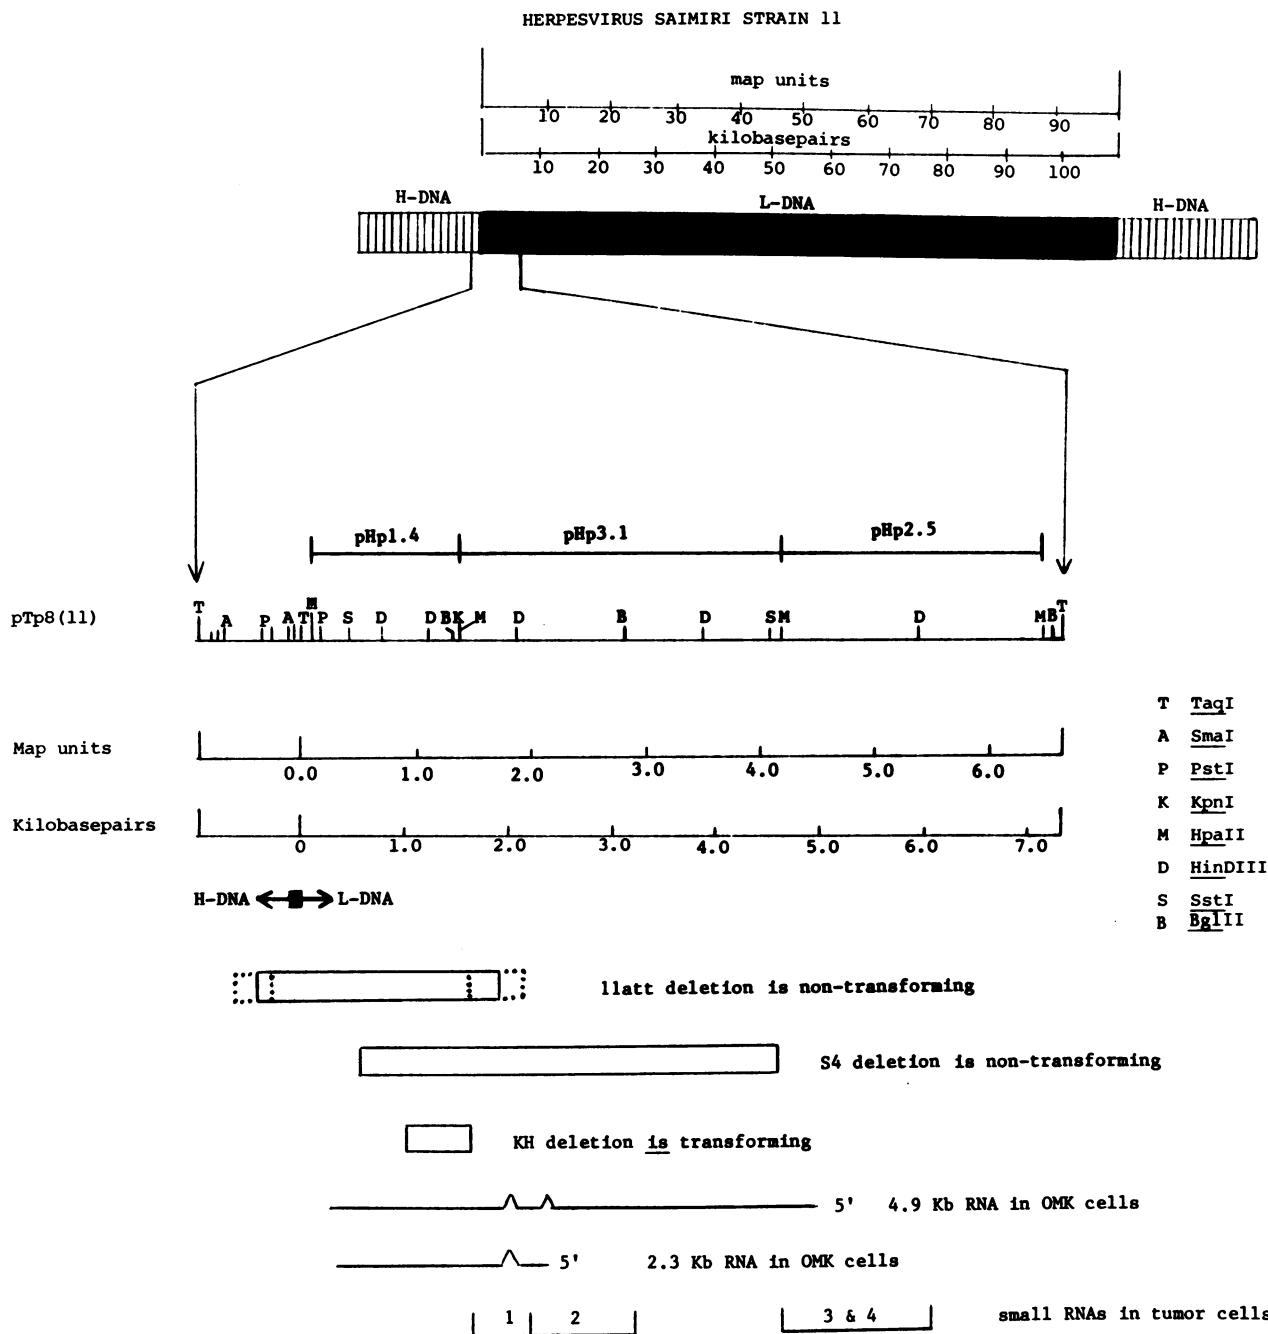 HERPESVIRUS SAIMIRI STRAIN 11
map units
10 20 30 40 50 60 70 80 90
kilobasepairs
10 20 30 40 50 60 70 80 90 100
H-DNA L-DNA H-DNA
pHp1.4 pHp3.1 pHp2.5
pTp8(11) T A P A T M P S D D B K M D B D S M D M B T
T TaqI
A SmaI
Map units
0.0 1.0 2.0 3.0 4.0 5.0 6.0
P PstI
K KpnI
Kilobasepairs
0 1.0 2.0 3.0 4.0 5.0 6.0 7.0
M HpaII
D HinDIII
H-DNA L-DNA
S SstI
B BglII
11att deletion is non-transforming
S4 deletion is non-transforming
KH deletion is transforming
5' 4.9 Kb RNA in OMK cells
5' 2.3 Kb RNA in OMK cells
1 2 3 & 4 small RNAs in tumor cells